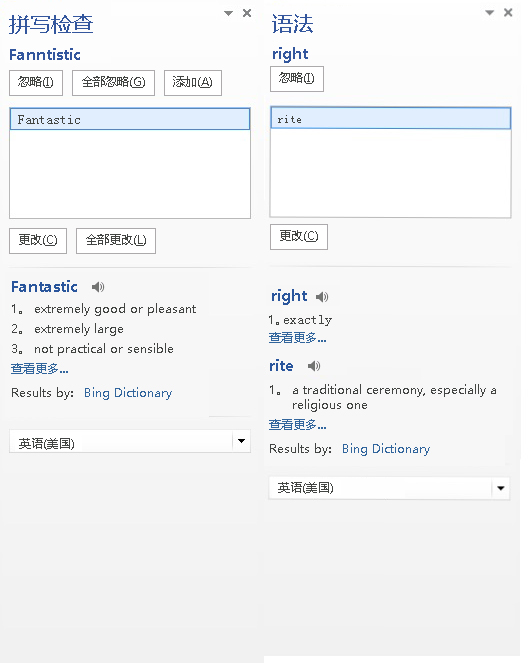 拼写检查
Fanntistic
忽略(I) 全部忽略(G) 添加(A)
Fantastic
更改(C) 全部更改(L)
Fantastic
1。 extremely good or pleasant
2。 extremely large
3。 not practical or sensible
查看更多...
Results by: Bing Dictionary
英语(美国)
语法
right
忽略(I)
rite
更改(C)
right
1。exactly
查看更多...
rite
1。 a traditional ceremony, especially a
religious one
查看更多...
Results by: Bing Dictionary
英语(美国)